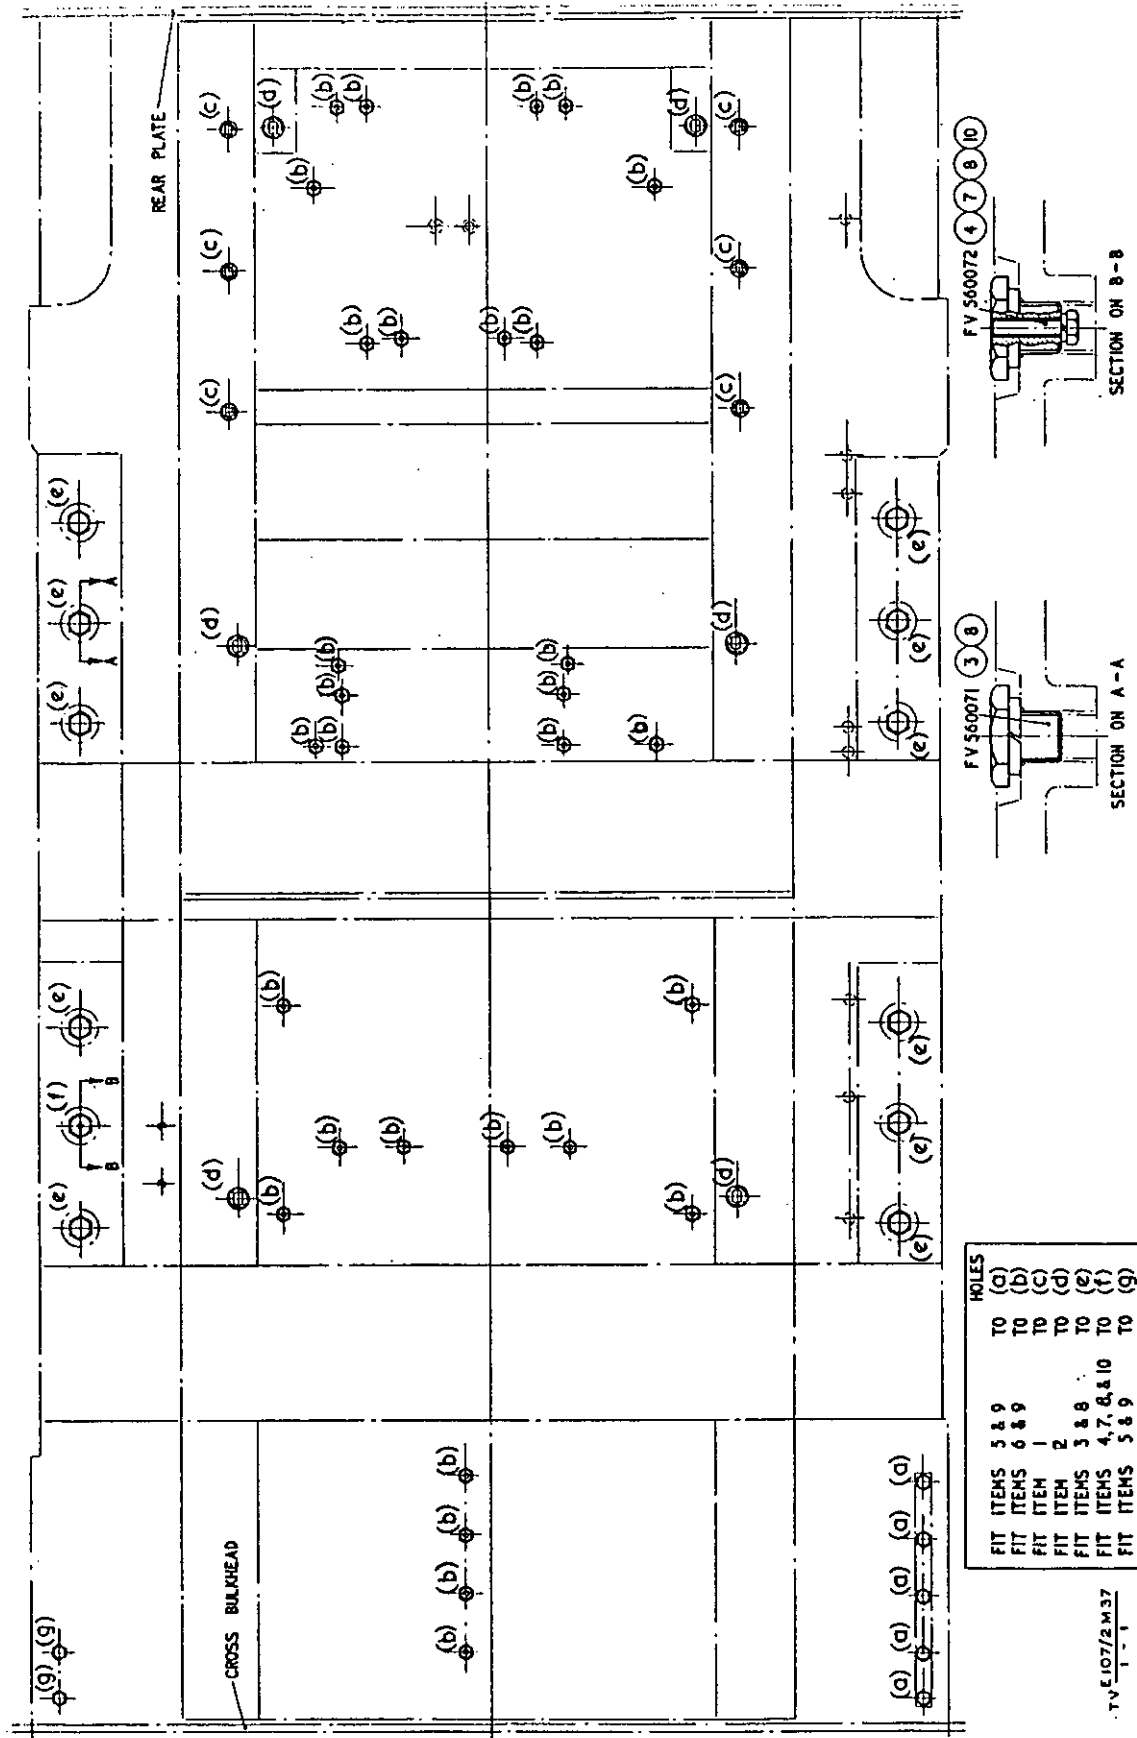 REAR PLATE
(c) (d) (b) (b) (b) (b) (d) (c)
(b) (b)
(c) (c)
(b) (b) (b) (b)
(c) (c)
(e) (e)
(e) A A (e)
(d) (d)
(b) (b)
(b) (b)
(e) (b) (b) (b) (b) (e)
(e) (b) (b) (e)
(f) B B (b) (b) (b) (b) (e)
(d) (d)
(e) (b) (b) (e)
(b) (a)
(b) (a)
(b) (a)
(g) (b) (a)
(g) (a)
CROSS BULKHEAD
FV 560071 3 8
SECTION ON A-A
FV 560072 4 7 8 10
SECTION ON B-B
HOLES
FIT ITEMS 5 & 9 TO (a)
FIT ITEMS 6 & 9 TO (b)
FIT ITEM 1 TO (c)
FIT ITEM 2 TO (d)
FIT ITEMS 3 & 8 TO (e)
FIT ITEMS 4,7,8,& 10 TO (f)
FIT ITEMS 5 & 9 TO (g)
TV E107/2M37
1 - 1